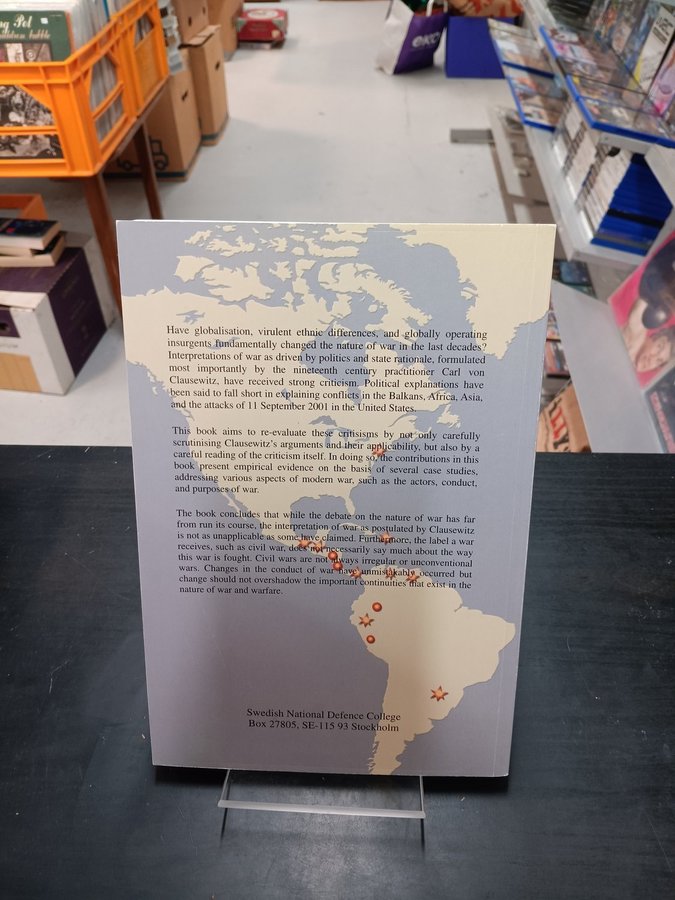 ng Pol
children babble
eko
Have globalisation, virulent ethnic differences, and globally operating
insurgents fundamentally changed the nature of war in the last decades?
Interpretations of war as driven by politics and state rationale, formulated
most importantly by the nineteenth century practitioner Carl von
Clausewitz, have received strong criticism. Political explanations have
been said to fall short in explaining conflict in the Balkans, Africa, Asia,
and the attacks of 11 September 2001 in the United States.
This book aims to re-evaluate these critisisms by not only carefully
scrutinising Clausewitz's arguments and their applicability, but also by a
careful reading of the criticism itself. In doing so, the contributions in this
book present empirical evidence on the basis of several case studies,
addressing various aspects of modern war, such as the actors, conduct,
and purposes of war.
The book concludes that while the debate on the nature of war has far
from run its course, the interpretation of war as postulated by Clausewitz
is not as unapplicable as some have claimed. Furthermore, the label a war
receives, such as civil war, does not necessarily say much about the way
this war is fought. Civil wars are not always irregular or unconventional
wars. Changes in the conduct of war have unmistakably occurred but
change should not overshadow the important continuities that exist in the
nature of war and warfare.
Swedish National Defence College
Box 27805, SE-115 93 Stockholm